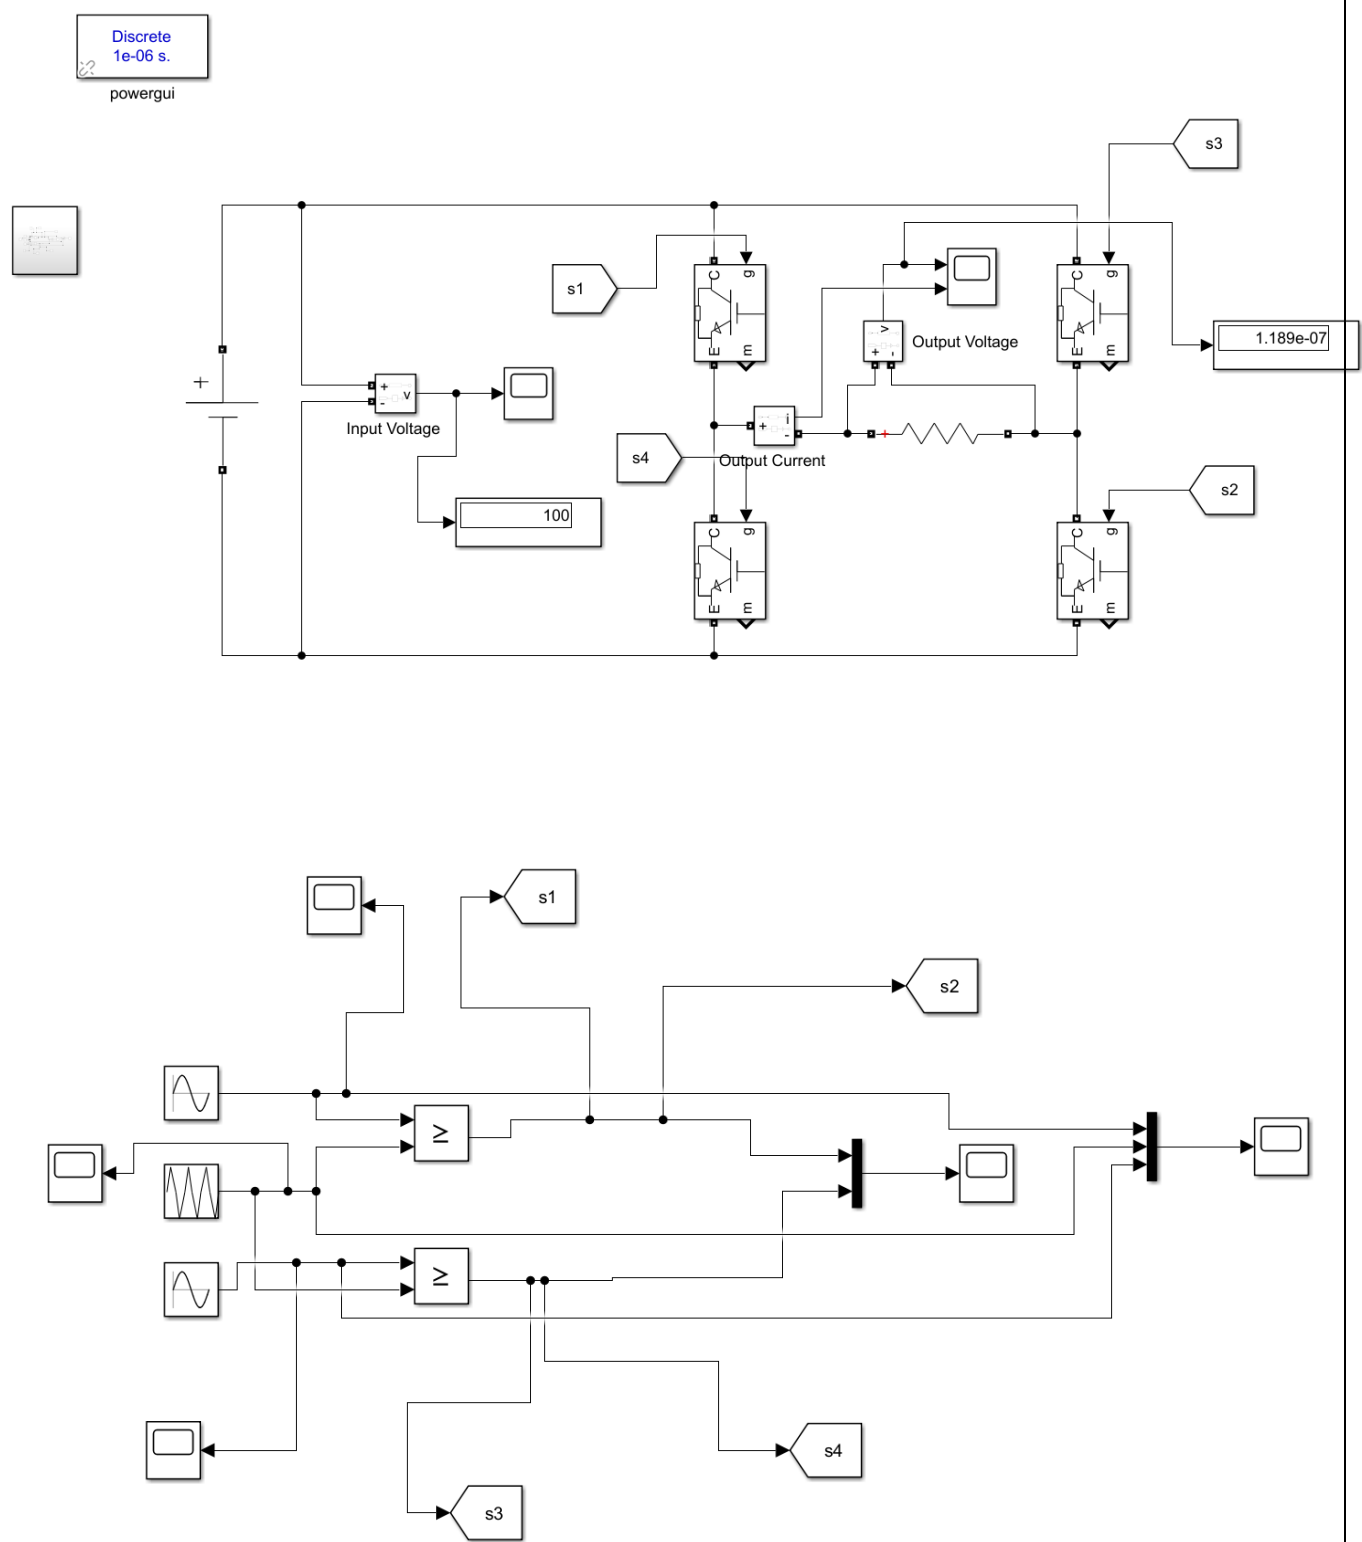 Discrete
1e-06 s.
powergui
s3
s1
C
g
E
m
C
g
E
m
v
+
-
Output Voltage
1.189e-07
+
+
-
v
Input Voltage
+
i
-
+
Output Current
s4
s2
100
C
g
E
m
C
g
E
m
s1
s2
≥
≥
s4
s3